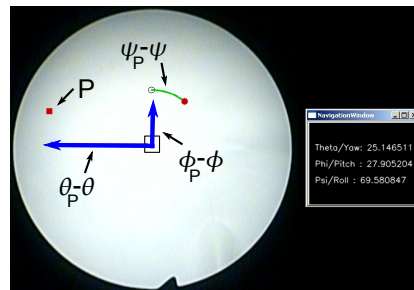 ψP-ψ
P
ϕP-ϕ
θP-θ
NavigationWindow
Theta/Yaw: 25.146511
Phi/Pitch : 27.905204
Psi/Roll : 69.580847